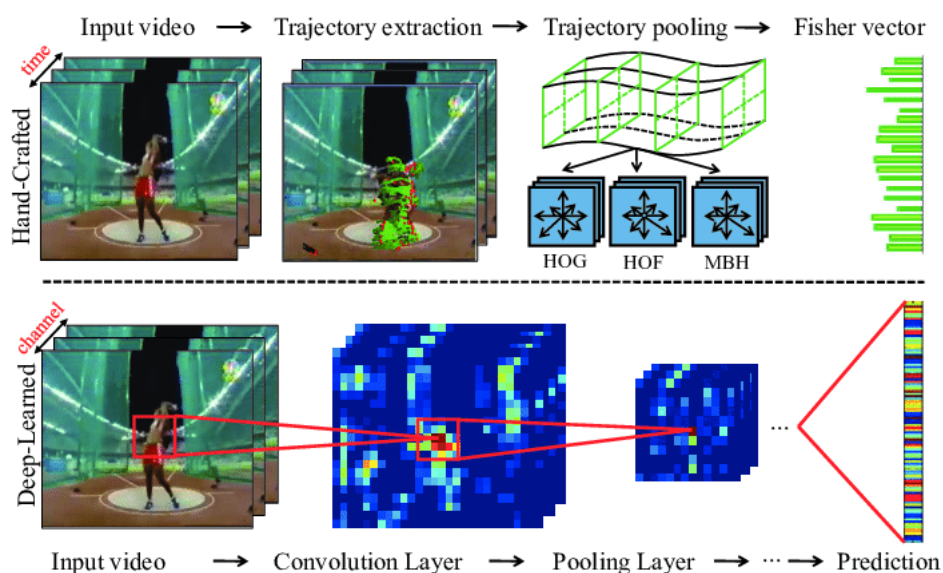 Input video → Trajectory extraction → Trajectory pooling → Fisher vector
time
Hand-Crafted
HOG HOF MBH
channel
Deep-Learned
...
Input video → Convolution Layer → Pooling Layer → ... → Prediction